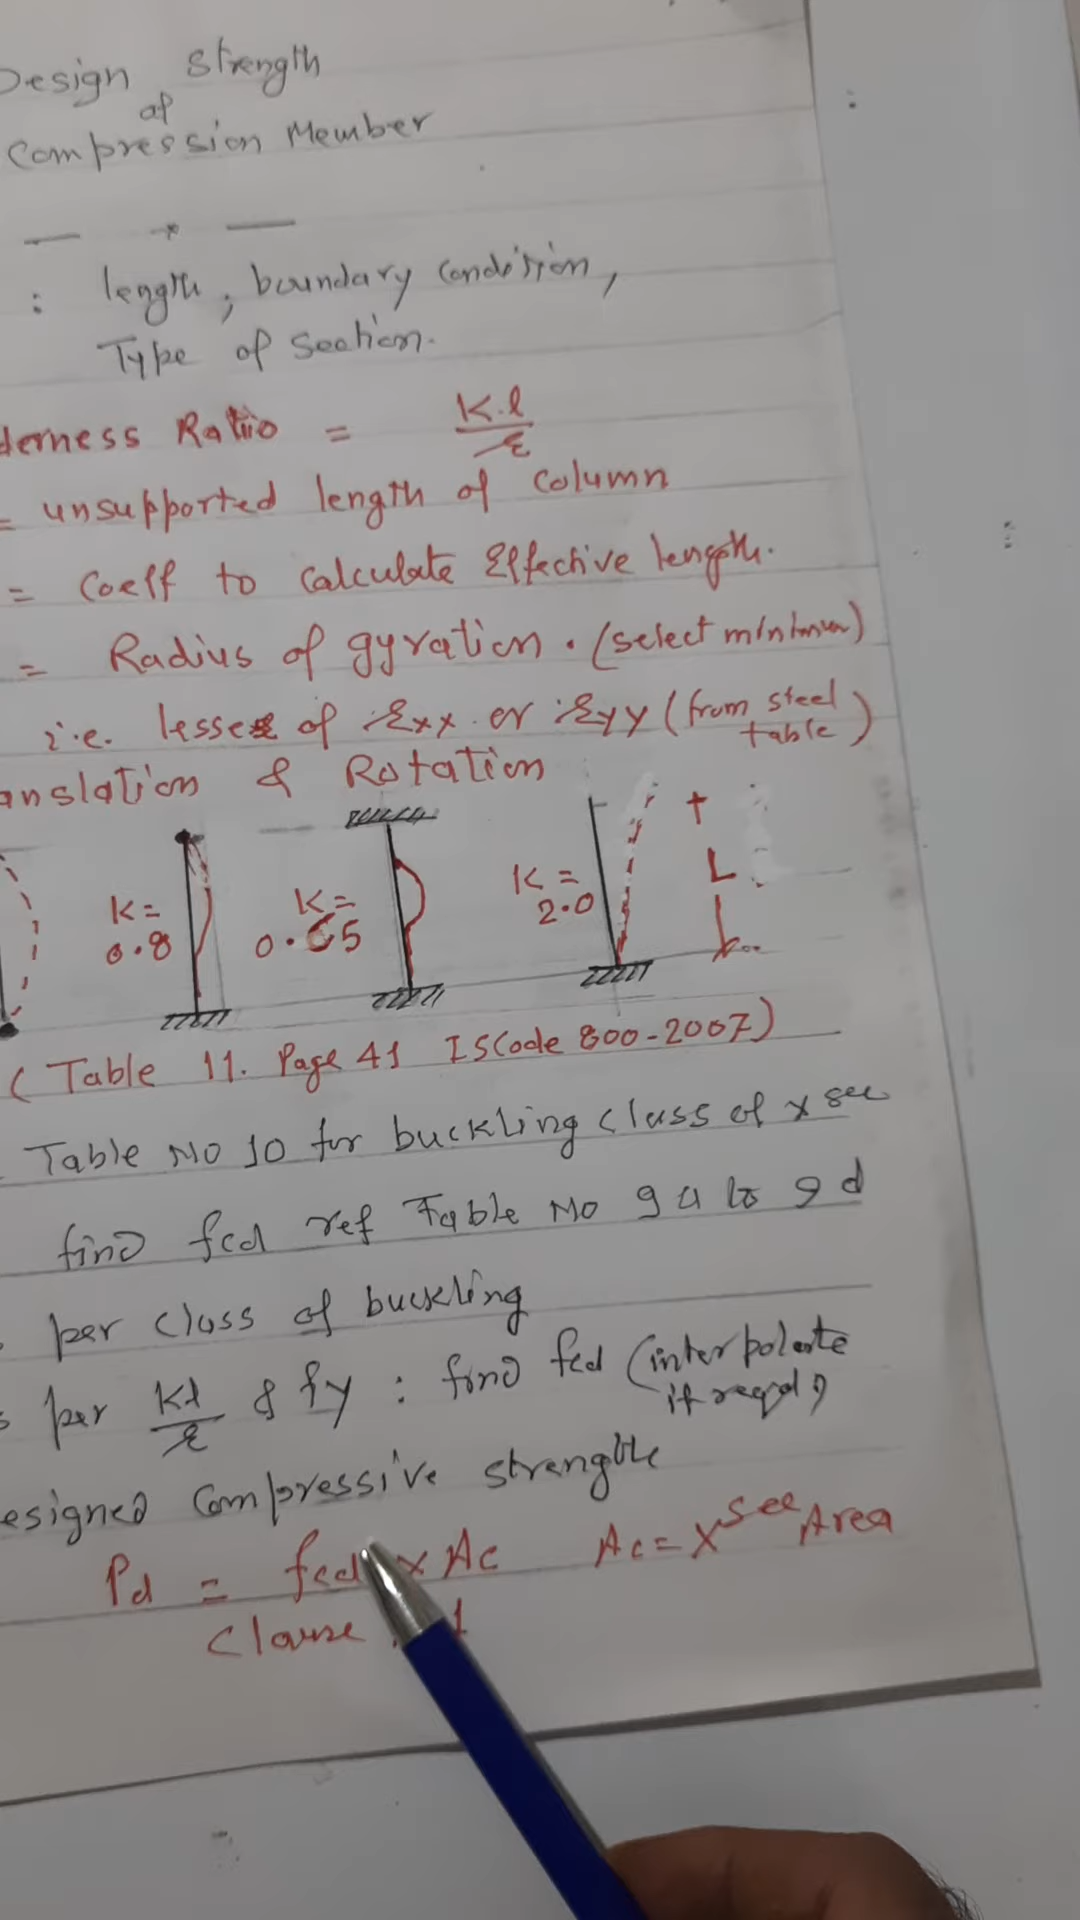 Design Strength
of
Compression Member
: length, boundary condition,
Type of Section.
derness Ratio = K.l
r
= unsupported length of column
= Coeff to calculate Effective length.
= Radius of gyration. (select minimum)
i.e. lesser of rxx or ryy (from steel
table)
anslation & Rotation
K=
0.8
K=
0.65
K=
2.0
L
(Table 11. Page 41 IS Code 800-2007)
Table No 10 for buckling class of x sec
find fcd ref Table No 9a to 9d
per class of buckling
s per Kl & fy : find fcd (interpolate
r
if reqd)
esigned Compressive strength
Pd = fcd x Ac Ac = x sec Area
Clause